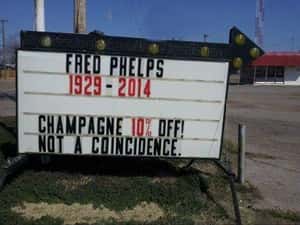 FRED PHELPS
1929-2014
CHAMPAGNE 10% OFF!
NOT A COINCIDENCE.